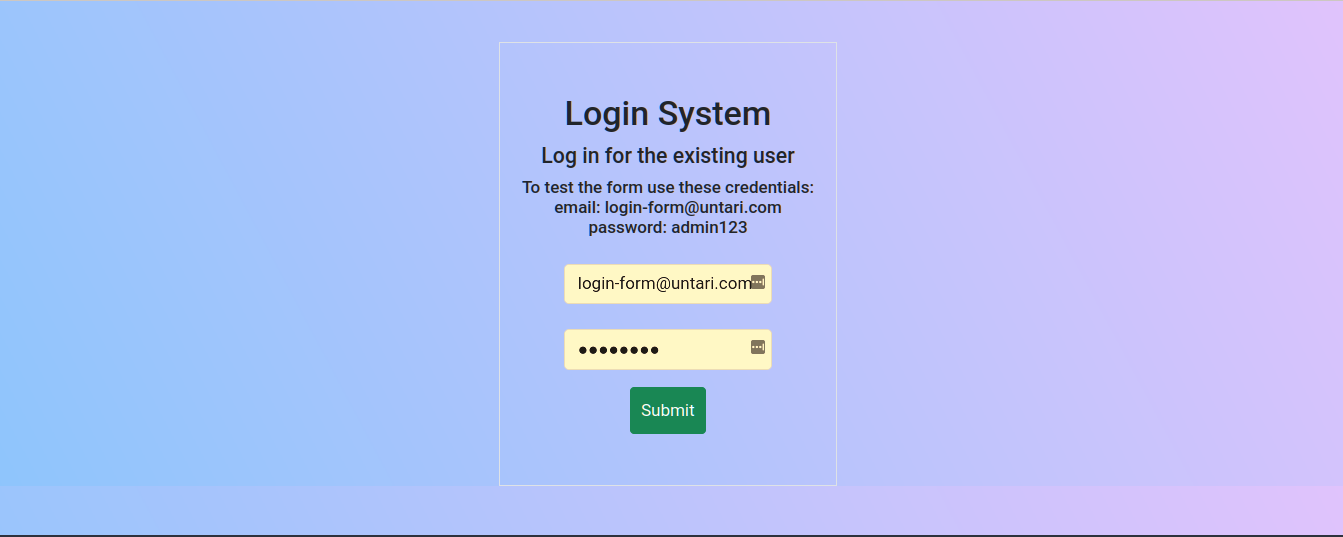 Login System
Log in for the existing user
To test the form use these credentials:
email: login-form@untari.com
password: admin123
login-form@untari.com
●●●●●●●●
Submit